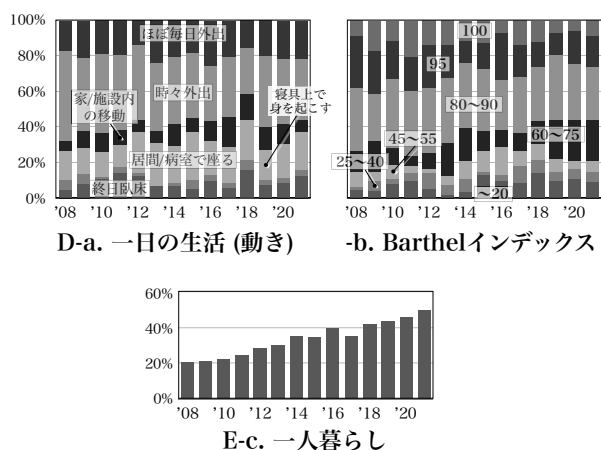 100%
80%
60%
40%
20%
0%
ほぼ毎日外出
時々外出
家/施設内
の移動
寝具上で
身を起こす
居間/病室で座る
終日臥床
'08 '10 '12 '14 '16 '18 '20
D-a. 一日の生活 (動き)
100
95
80〜90
60〜75
45〜55
25〜40
〜20
'08 '10 '12 '14 '16 '18 '20
-b. Barthelインデックス
60%
40%
20%
0%
'08 '10 '12 '14 '16 '18 '20
E-c. 一人暮らし